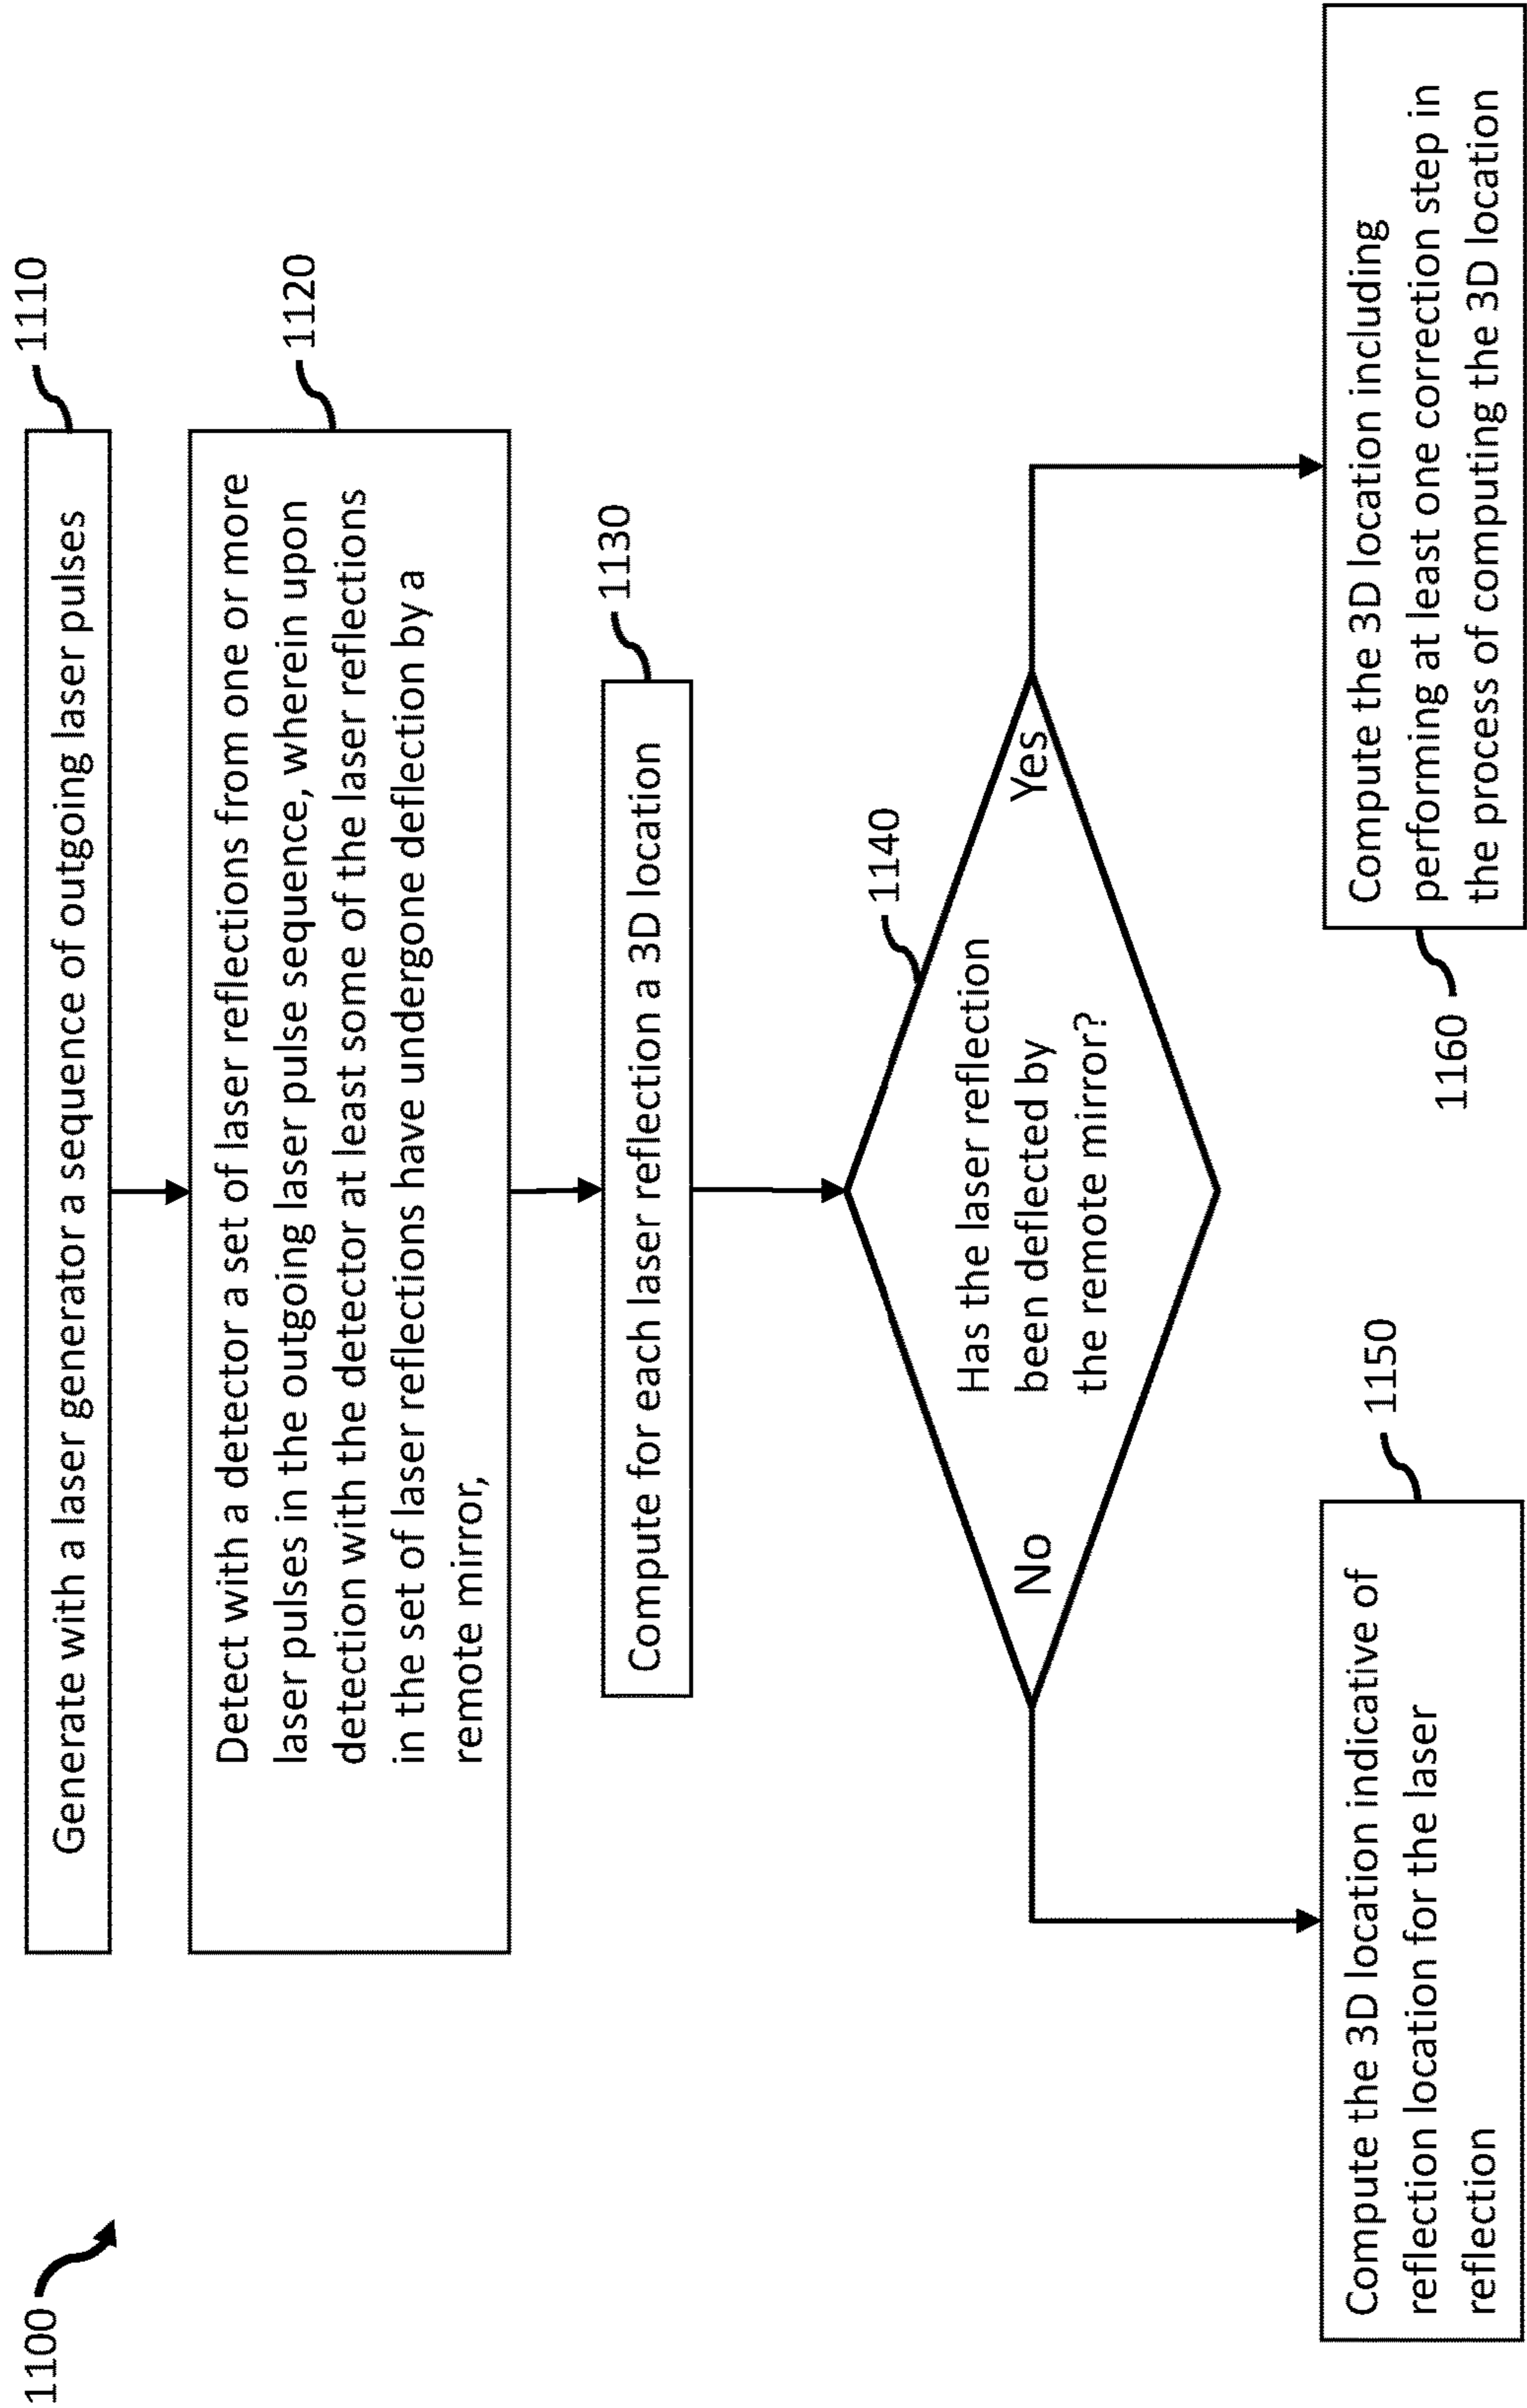 1100
1110
Generate with a laser generator a sequence of outgoing laser pulses
1120
Detect with a detector a set of laser reflections from one or more
laser pulses in the outgoing laser pulse sequence, wherein upon
detection with the detector at least some of the laser reflections
in the set of laser reflections have undergone deflection by a
remote mirror,
1130
Compute for each laser reflection a 3D location
1140
Has the laser reflection
been deflected by
the remote mirror?
No
Yes
1150
Compute the 3D location indicative of
reflection location for the laser
reflection
1160
Compute the 3D location including
performing at least one correction step in
the process of computing the 3D location